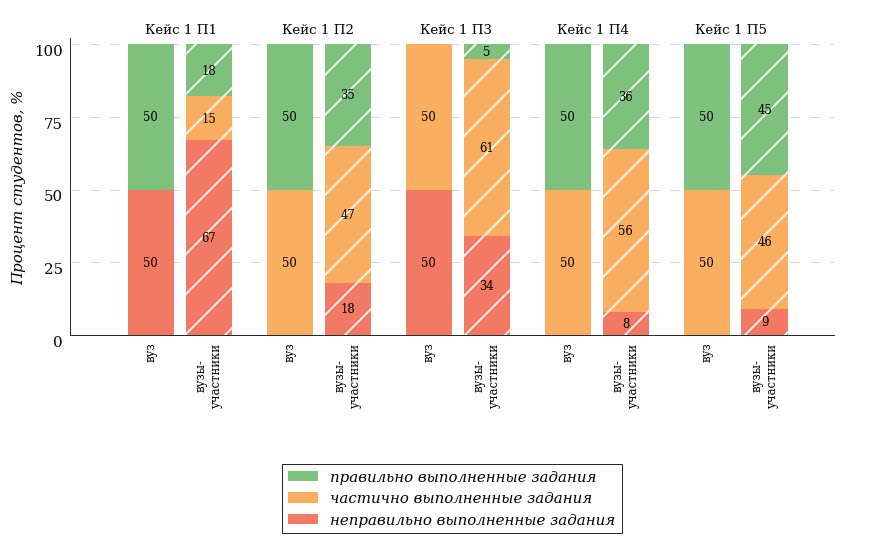 Кейс 1 П1 Кейс 1 П2 Кейс 1 П3 Кейс 1 П4 Кейс 1 П5
Процент студентов, %
100
75
50
25
0
50 50
18 15 67
50 50
35 47 18
50 50
5 61 34
50 50
36 56 8
50 50
45 46 9
вуз
вузы-
участники
вуз
вузы-
участники
вуз
вузы-
участники
вуз
вузы-
участники
вуз
вузы-
участники
правильно выполненные задания
частично выполненные задания
неправильно выполненные задания